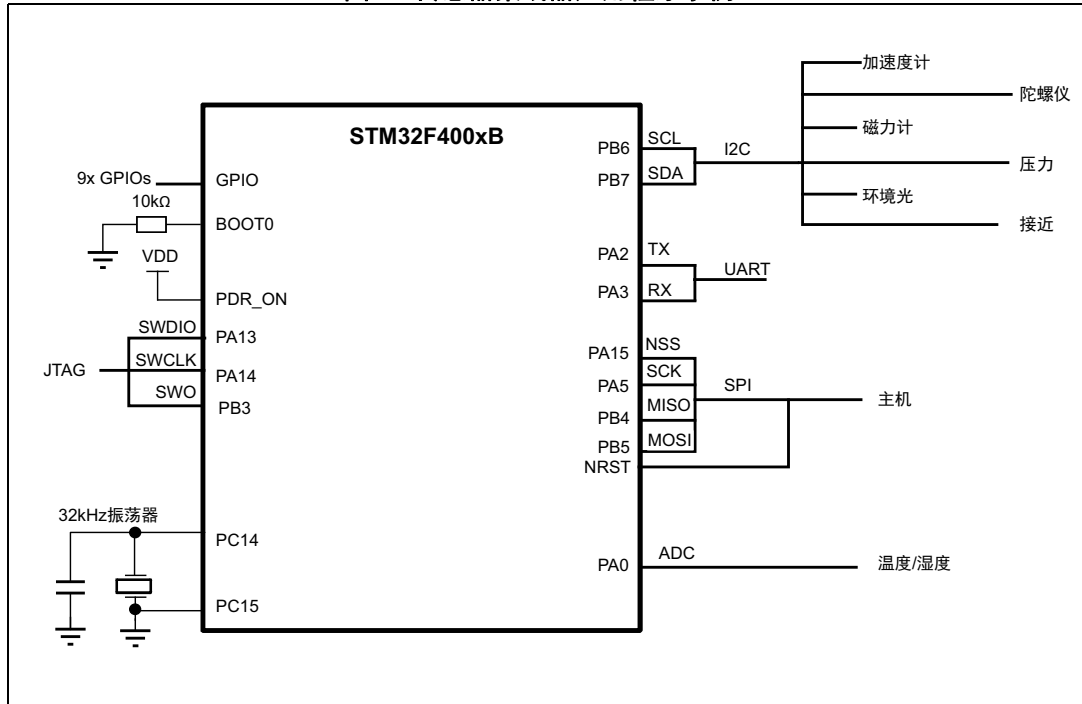 STM32F400xB
9x GPIOs
GPIO
10kΩ
BOOT0
VDD
PDR_ON
SWDIO
PA13
JTAG
SWCLK
PA14
SWO
PB3
32kHz振荡器
PC14
PC15
PB6
SCL
PB7
SDA
I2C
加速度计
陀螺仪
磁力计
压力
环境光
接近
PA2
TX
PA3
RX
UART
PA15
NSS
PA5
SCK
PB4
MISO
PB5
MOSI
NRST
SPI
主机
PA0
ADC
温度/湿度